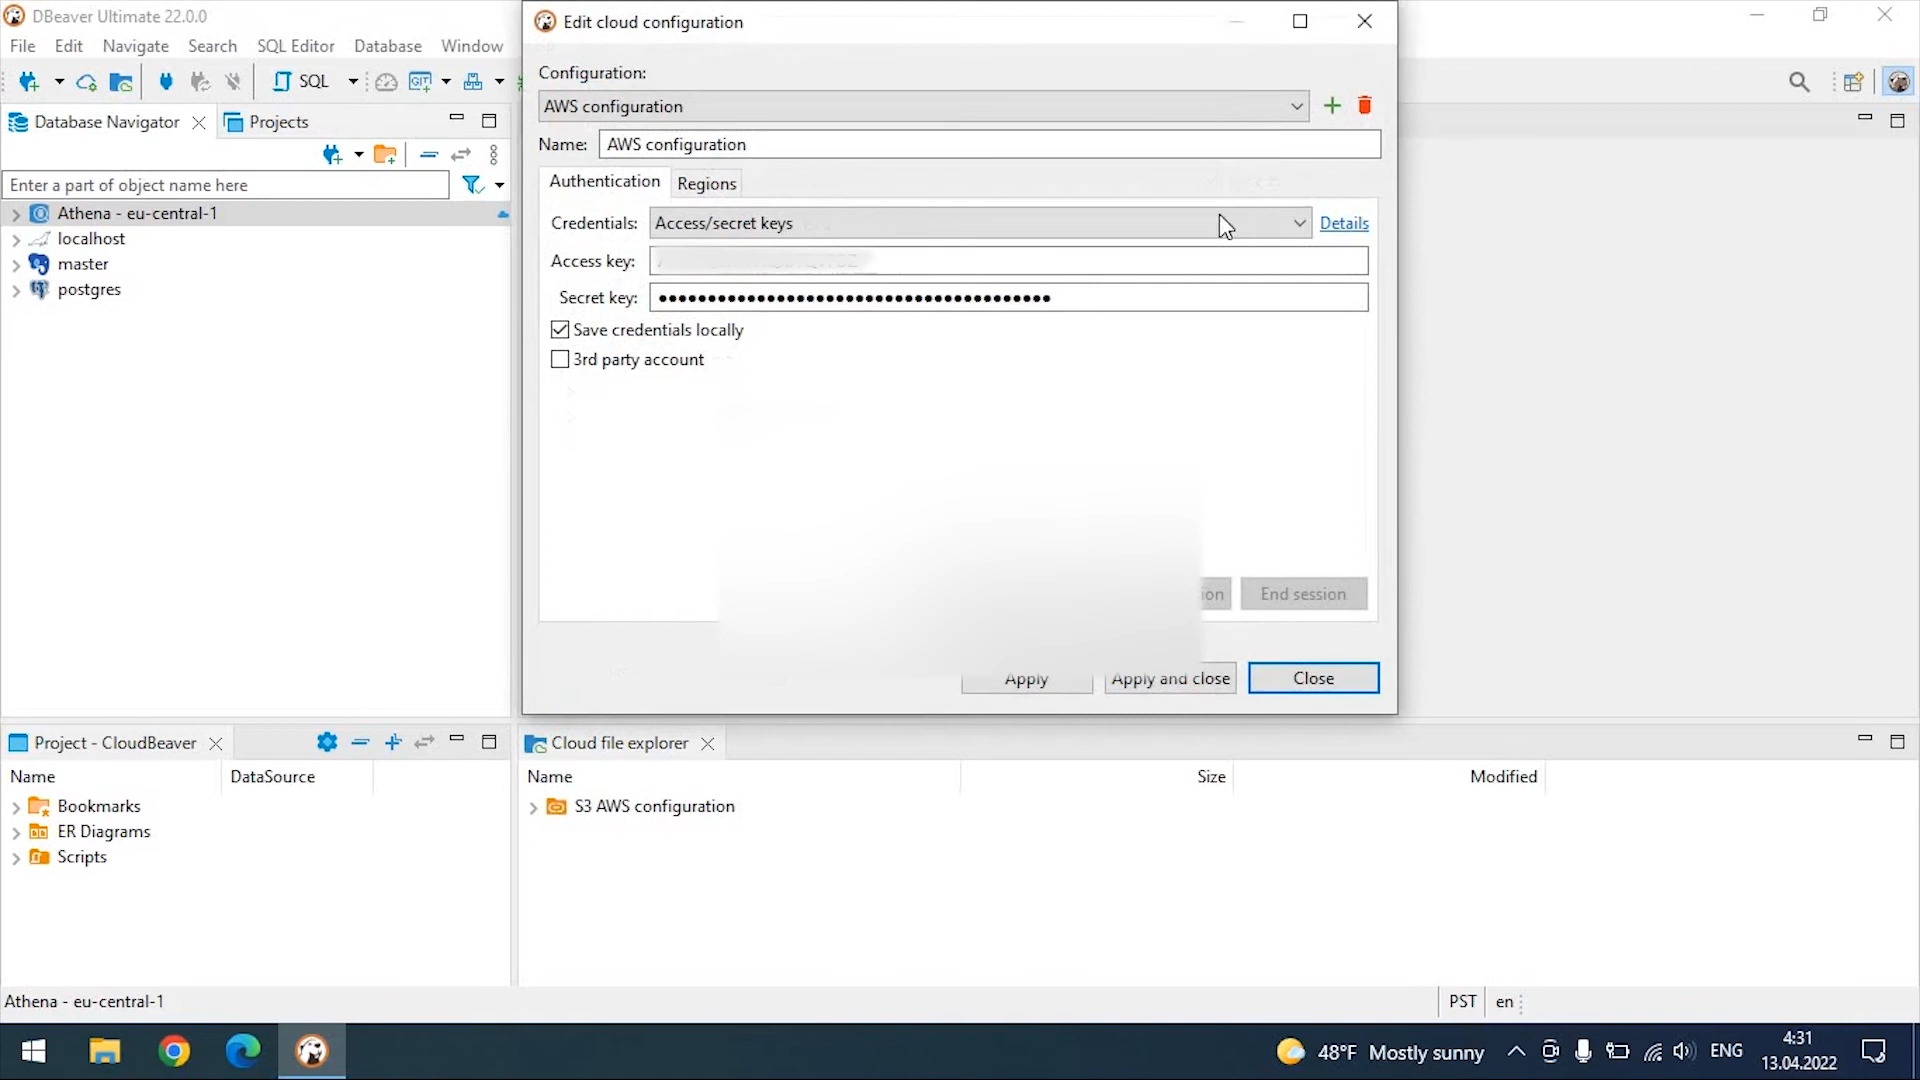 DBeaver Ultimate 22.0.0
File Edit Navigate Search SQL Editor Database Window
SQL
GIT
Database Navigator
Projects
Enter a part of object name here
Athena - eu-central-1
localhost
master
postgres
Edit cloud configuration
Configuration:
AWS configuration
Name: AWS configuration
Authentication Regions
Credentials: Access/secret keys Details
Access key:
Secret key: ••••••••••••••••••••••••••••••••••••••••
Save credentials locally
3rd party account
End session
Apply Apply and close Close
Project - CloudBeaver
Name DataSource
Bookmarks
ER Diagrams
Scripts
Cloud file explorer
Name Size Modified
S3 AWS configuration
Athena - eu-central-1 PST en
48°F Mostly sunny ENG 4:31
13.04.2022